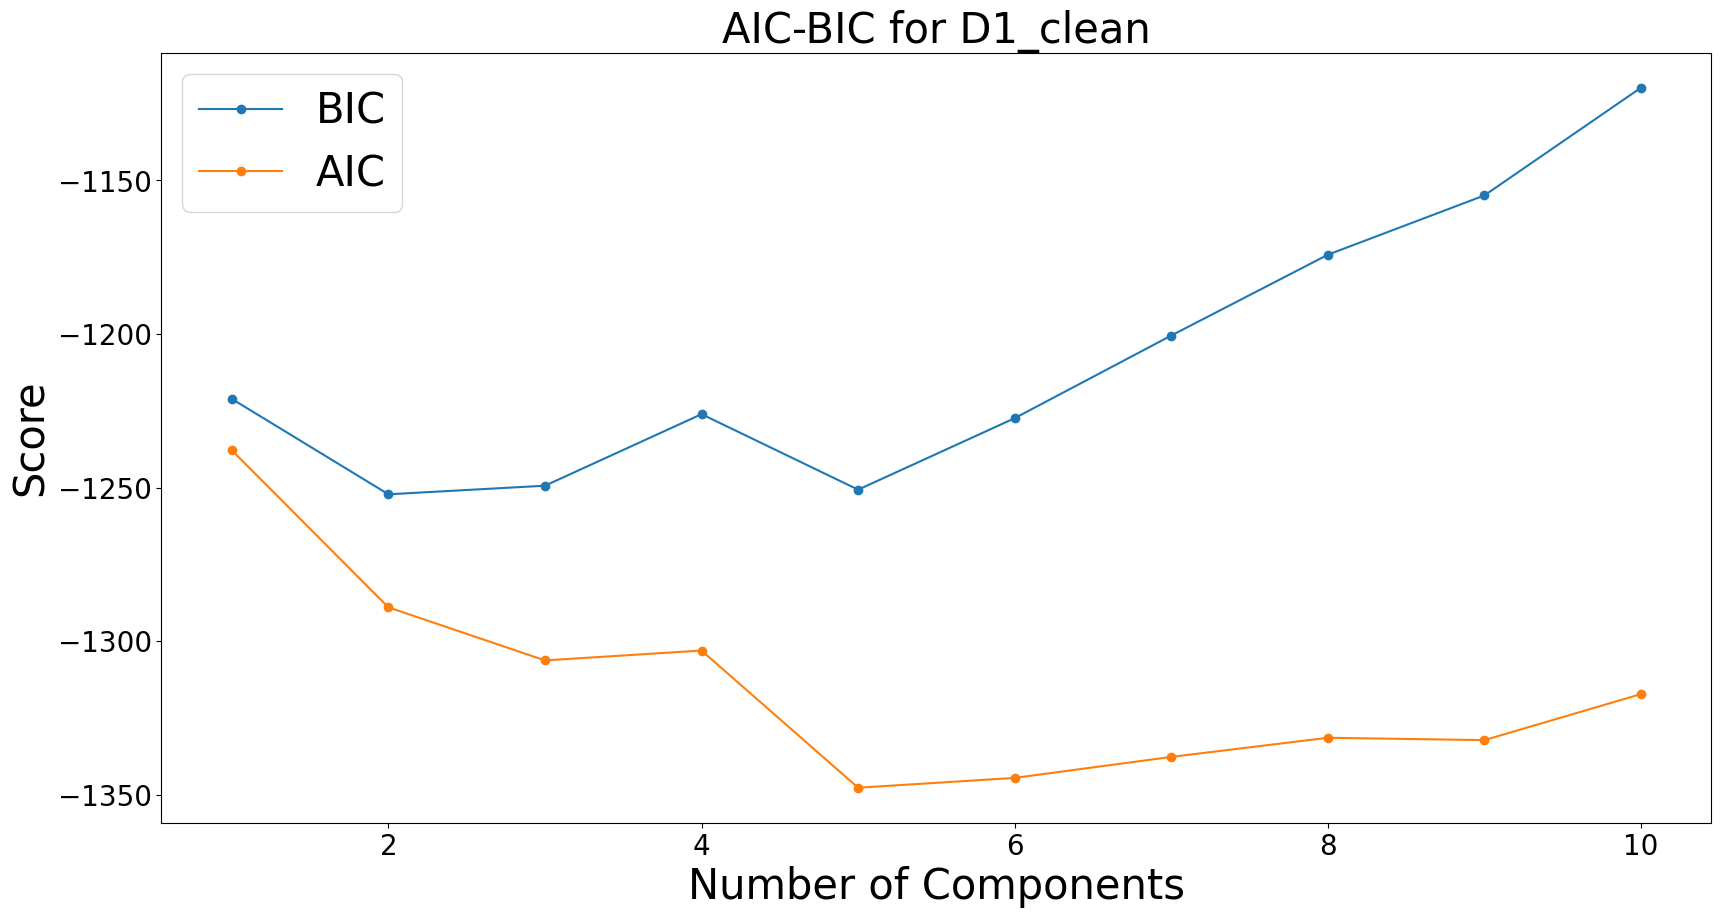 AIC-BIC for D1_clean
BIC
AIC
Score
−1150
−1200
−1250
−1300
−1350
2 4 6 8 10
Number of Components